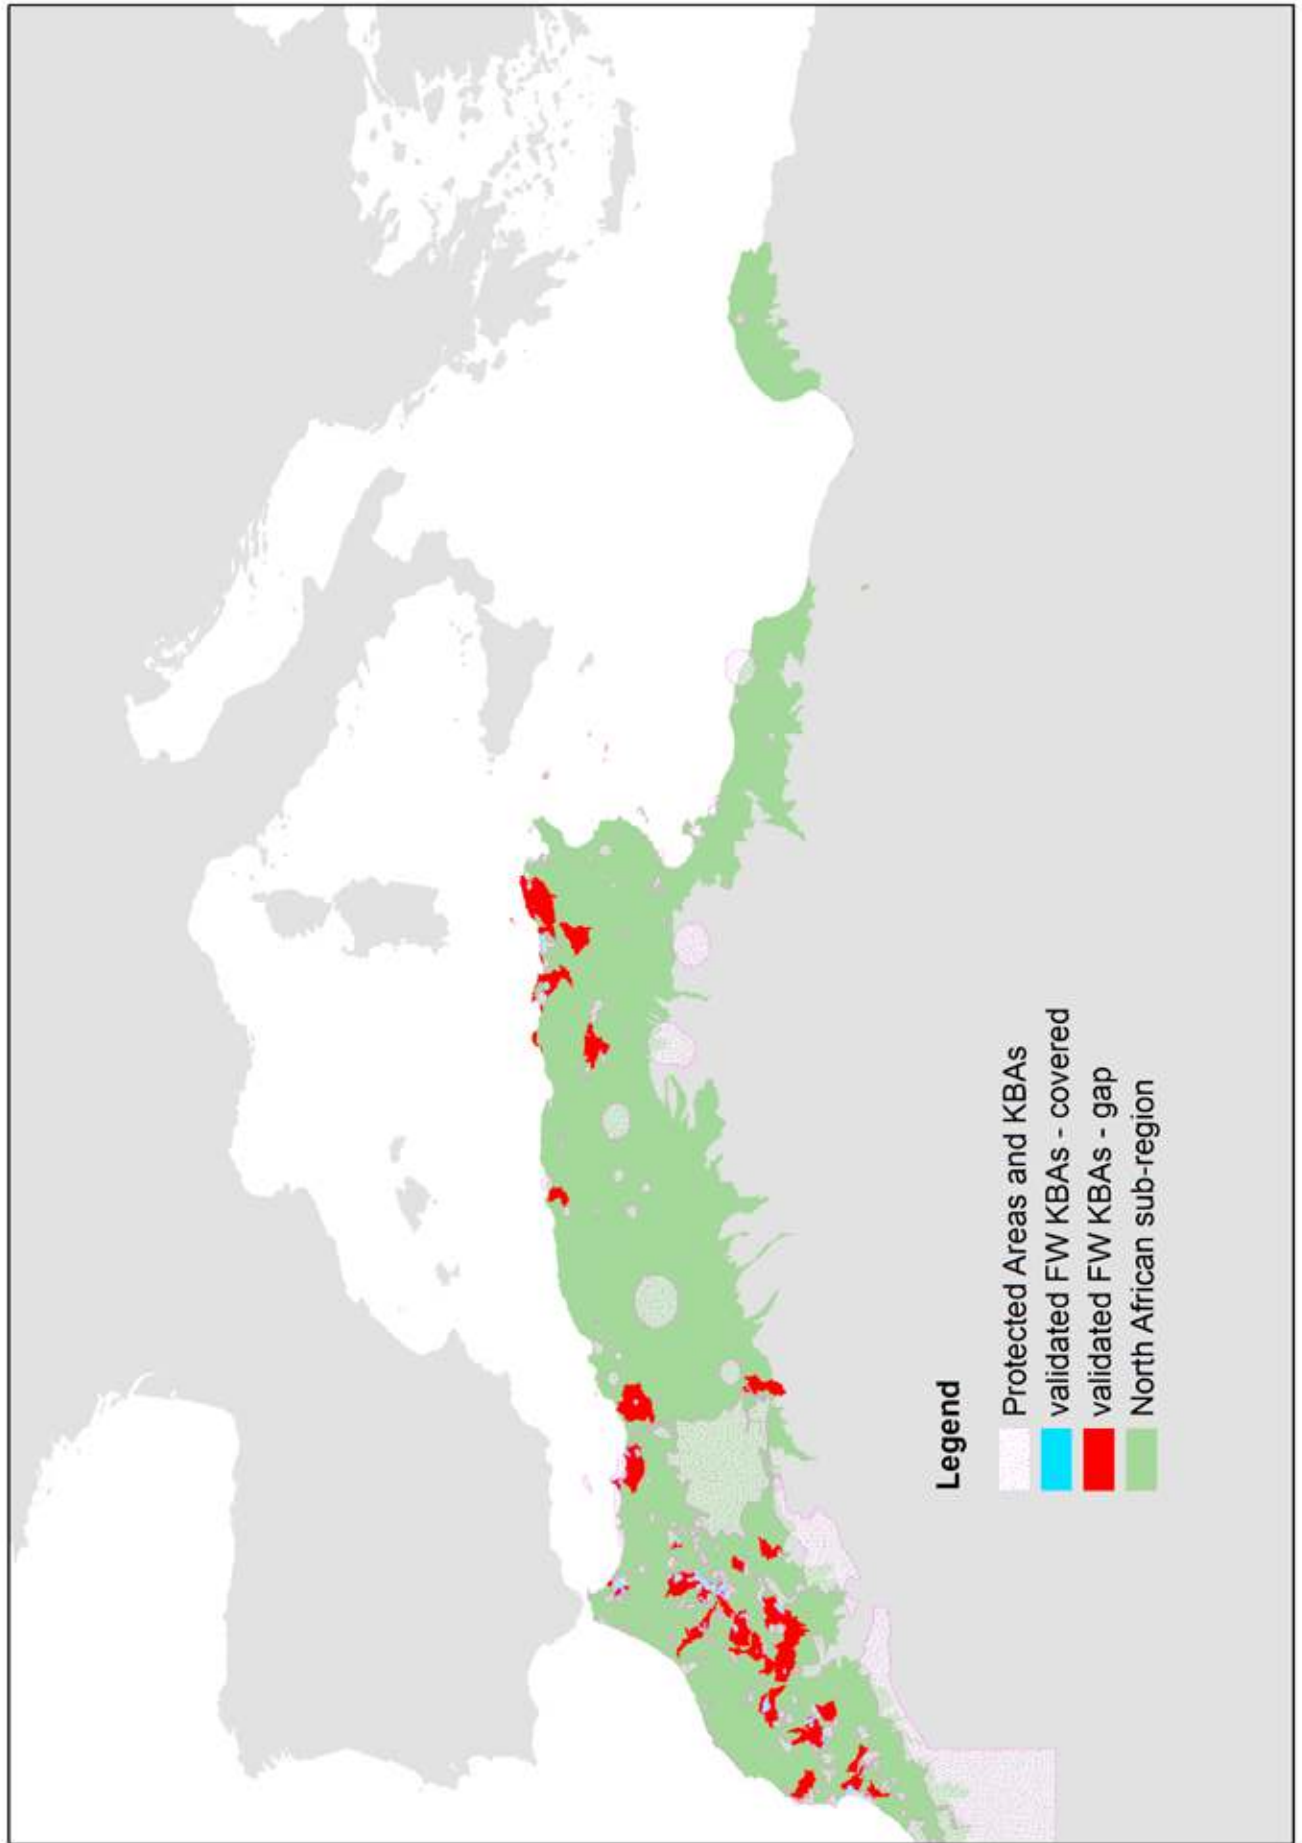 Legend
Protected Areas and KBAs
validated FW KBAs - covered
validated FW KBAs - gap
North African sub-region